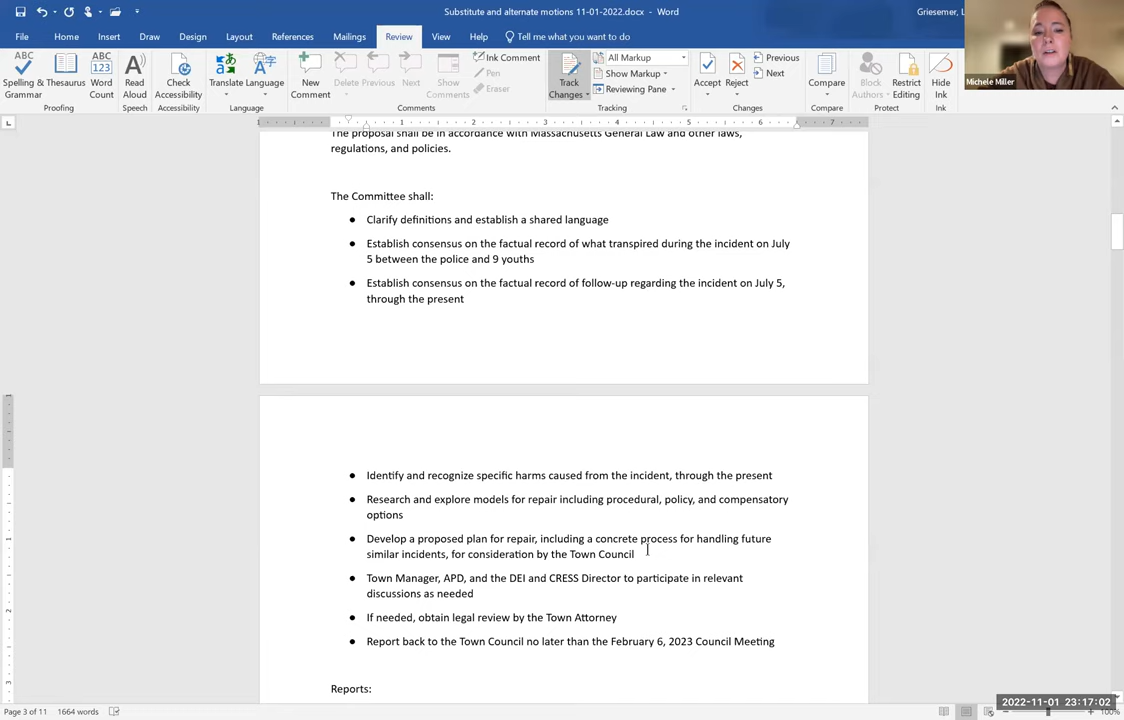 Substitute and alternate motions 11-01-2022.docx - Word
Griesemer, L
File Home Insert Draw Design Layout References Mailings Review View Help Tell me what you want to do
ABC
Spelling & Grammar
Thesaurus
ABC 123
Word Count
Proofing
Read Aloud
Speech
Check Accessibility
Accessibility
Translate
Language
Language
New Comment
Delete
Previous
Next
Show Comments
Ink Comment
Pen
Eraser
Comments
Track Changes
All Markup
Show Markup
Reviewing Pane
Tracking
Accept
Reject
Previous
Next
Changes
Compare
Compare
Block Authors
Restrict Editing
Protect
Hide Ink
Ink
Michele Miller
1 1 2 3 4 5 6 7
The proposal shall be in accordance with Massachusetts General Law and other laws,
regulations, and policies.
The Committee shall:
● Clarify definitions and establish a shared language
● Establish consensus on the factual record of what transpired during the incident on July
5 between the police and 9 youths
● Establish consensus on the factual record of follow-up regarding the incident on July 5,
through the present
● Identify and recognize specific harms caused from the incident, through the present
● Research and explore models for repair including procedural, policy, and compensatory
options
● Develop a proposed plan for repair, including a concrete process for handling future
similar incidents, for consideration by the Town Council
● Town Manager, APD, and the DEI and CRESS Director to participate in relevant
discussions as needed
● If needed, obtain legal review by the Town Attorney
● Report back to the Town Council no later than the February 6, 2023 Council Meeting
Reports:
Page 3 of 11 1664 words
2022-11-01 23:17:02
100%